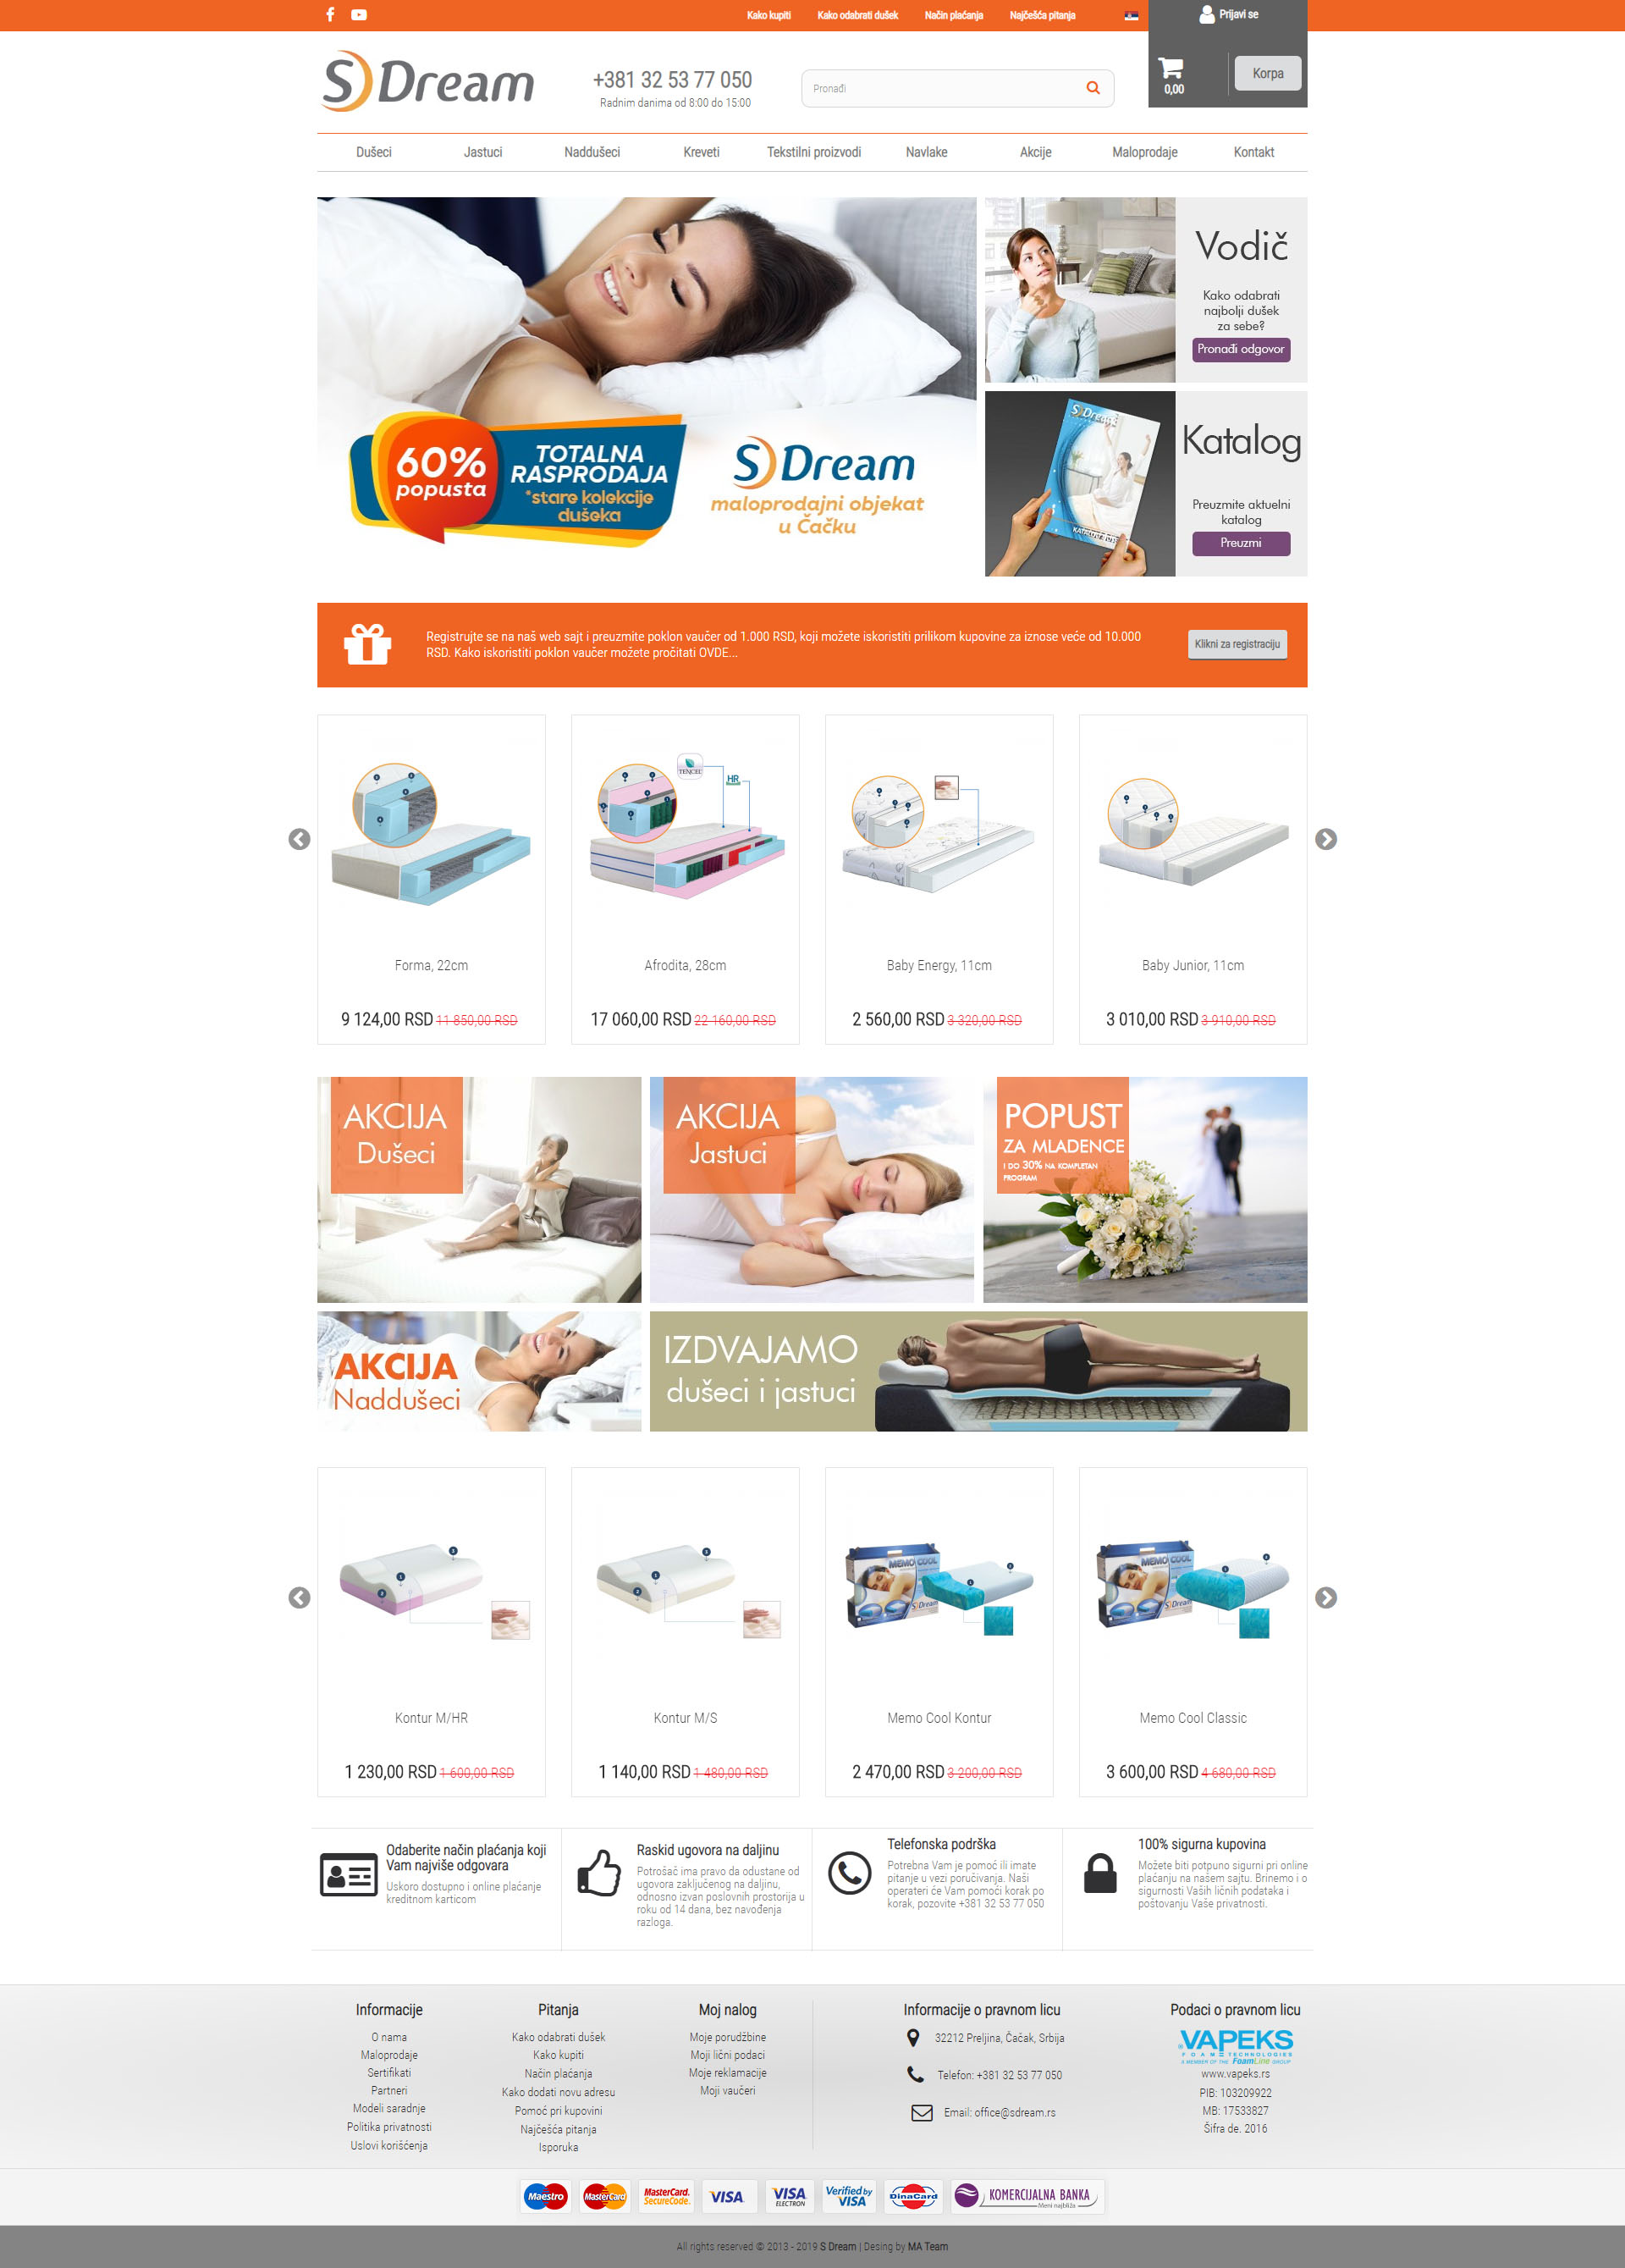 Kako kupiti
Kako odabrati dušek
Način plaćanja
Najčešća pitanja
Prijavi se
S Dream
+381 32 53 77 050
Radnim danima od 8:00 do 15:00
Pronađi
0,00
Korpa
Dušeci
Jastuci
Naddušeci
Kreveti
Tekstilni proizvodi
Navlake
Akcije
Maloprodaje
Kontakt
60%
popusta
TOTALNA
RASPRODAJA
*stare kolekcije
dušeka
S Dream
maloprodajni objekat
u Čačku
Vodič
Kako odabrati
najbolji dušek
za sebe?
Pronađi odgovor
S Dream
Katalog
Preuzmite aktuelni
katalog
Preuzmi
Registrujte se na naš web sajt i preuzmite poklon vaučer od 1.000 RSD, koji možete iskoristiti prilikom kupovine za iznose veće od 10.000
RSD. Kako iskoristiti poklon vaučer možete pročitati OVDE...
Klikni za registraciju
TENCEL
HR
Forma, 22cm
Afrodita, 28cm
Baby Energy, 11cm
Baby Junior, 11cm
9 124,00 RSD 11 850,00 RSD
17 060,00 RSD 22 160,00 RSD
2 560,00 RSD 3 320,00 RSD
3 010,00 RSD 3 910,00 RSD
AKCIJA
Dušeci
AKCIJA
Jastuci
POPUST
ZA MLADENCE
I DO 30% NA KOMPLETAN
PROGRAM
AKCIJA
Naddušeci
IZDVAJAMO
dušeci i jastuci
MEMO COOL
S Dream
MEMO COOL
S Dream
Kontur M/HR
Kontur M/S
Memo Cool Kontur
Memo Cool Classic
1 230,00 RSD 1 600,00 RSD
1 140,00 RSD 1 480,00 RSD
2 470,00 RSD 3 200,00 RSD
3 600,00 RSD 4 680,00 RSD
Odaberite način plaćanja koji
Vam najviše odgovara
Uskoro dostupno i online plaćanje
kreditnom karticom
Raskid ugovora na daljinu
Potrošač ima pravo da odustane od
ugovora zaključenog na daljinu,
odnosno izvan poslovnih prostorija u
roku od 14 dana, bez navođenja
razloga.
Telefonska podrška
Potrebna Vam je pomoć ili imate
pitanje u vezi poručivanja. Naši
operateri će Vam pomoći korak po
korak, pozovite +381 32 53 77 050
100% sigurna kupovina
Možete biti potpuno sigurni pri online
plaćanju na našem sajtu. Brinemo i o
sigurnosti Vaših ličnih podataka i
poštovanju Vaše privatnosti.
Informacije
O nama
Maloprodaje
Sertifikati
Partneri
Modeli saradnje
Politika privatnosti
Uslovi korišćenja
Pitanja
Kako odabrati dušek
Kako kupiti
Način plaćanja
Kako dodati novu adresu
Pomoć pri kupovini
Najčešća pitanja
Isporuka
Moj nalog
Moje porudžbine
Moji lični podaci
Moje reklamacije
Moji vaučeri
Informacije o pravnom licu
32212 Preljina, Čačak, Srbija
Telefon: +381 32 53 77 050
Email: office@sdream.rs
Podaci o pravnom licu
VAPEKS
FOAM TECHNOLOGIES
A MEMBER OF THE FoamLine GROUP
www.vapeks.rs
PIB: 103209922
MB: 17533827
Šifra de. 2016
Maestro
MasterCard
MasterCard.
SecureCode.
VISA
VISA
ELECTRON
Verified by
VISA
DinaCard
KOMERCIJALNA BANKA
Meni najbliža
All rights reserved © 2013 - 2019 S Dream | Desing by MA Team